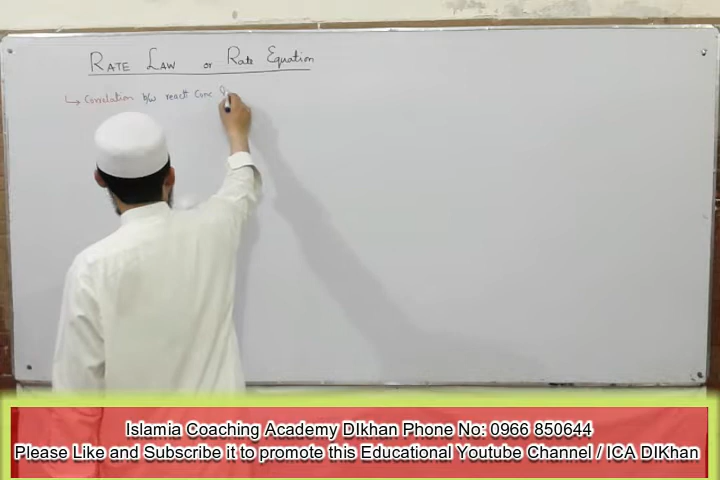 RATE LAW or Rate Equation
↳ Correlation b/w reactt Conc &
Islamia Coaching Academy DIkhan Phone No: 0966 850644
Please Like and Subscribe it to promote this Educational Youtube Channel / ICA DIKhan